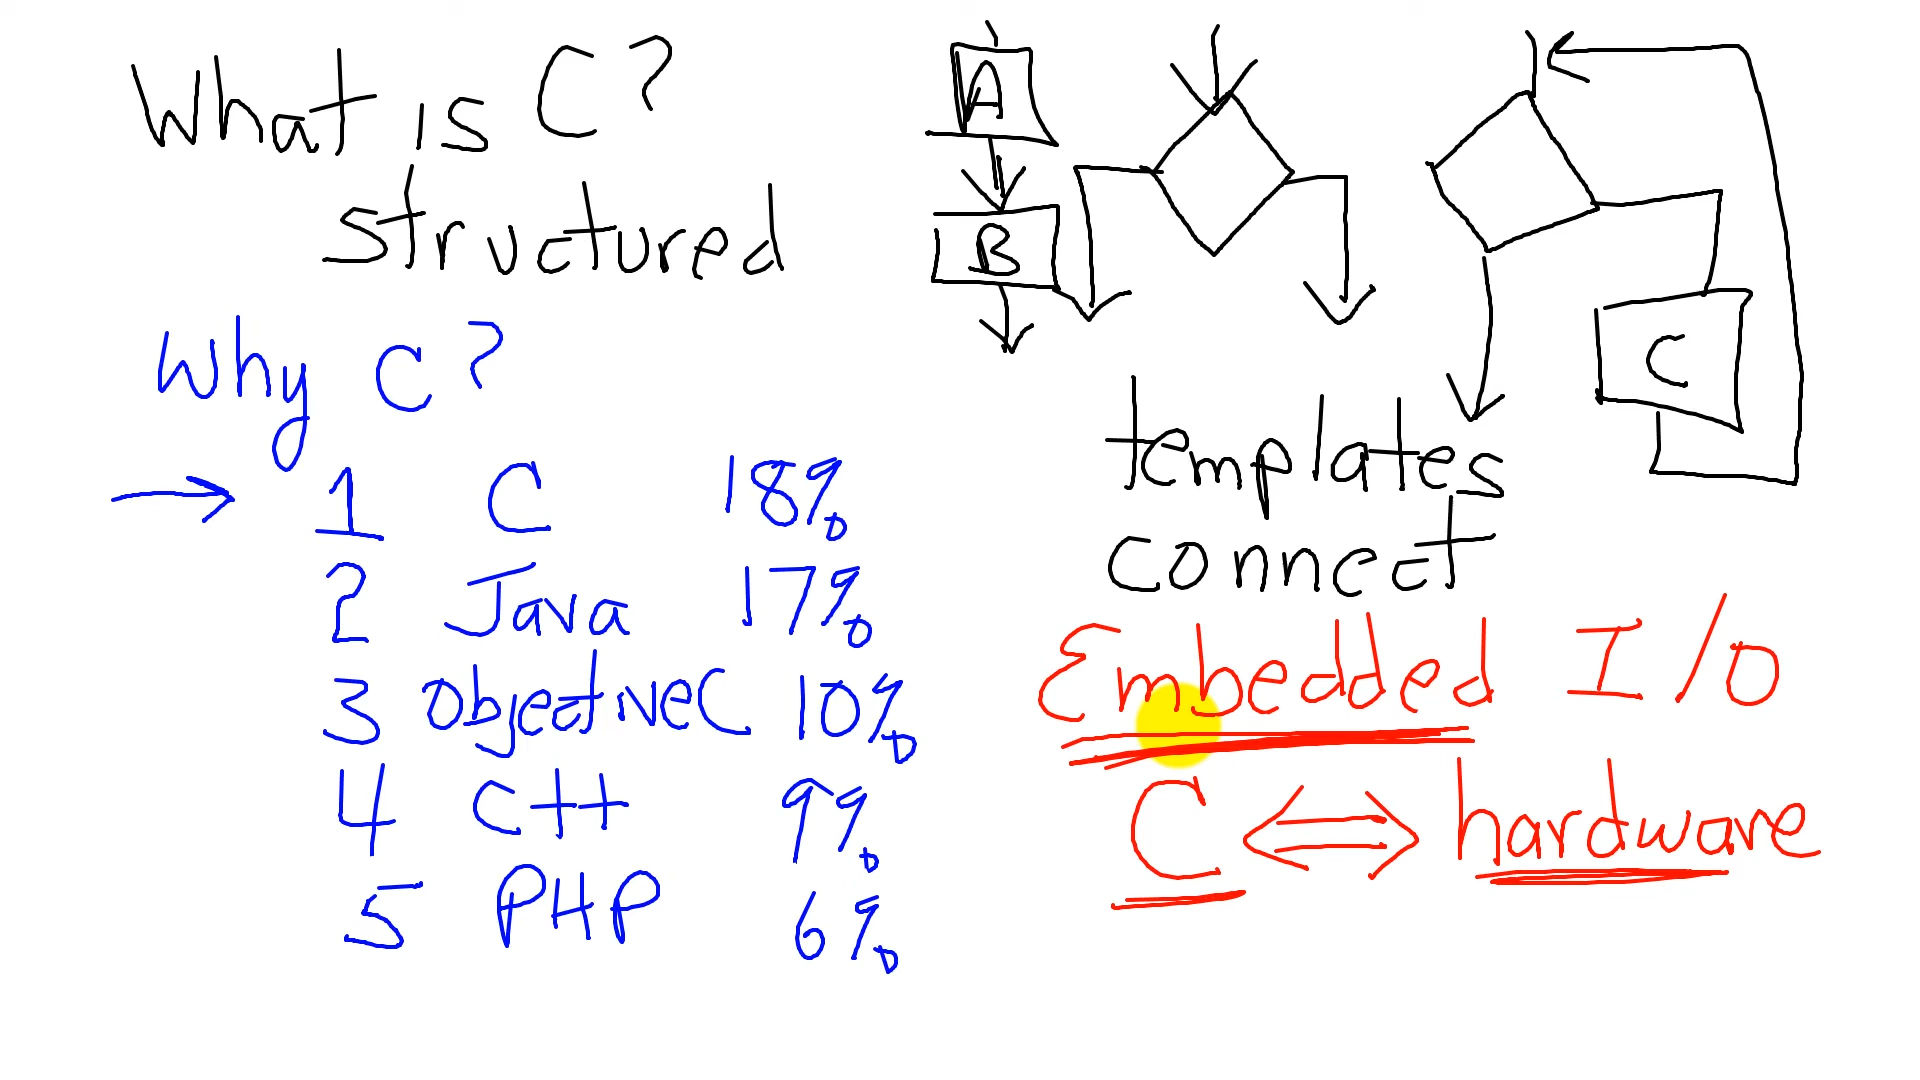 What is C?
structured
Why C?
1 C 18%
2 Java 17%
3 Objective C 10%
4 C++ 9%
5 PHP 6%
A
B
C
templates
connect
Embedded I/O
C ⇔ hardware